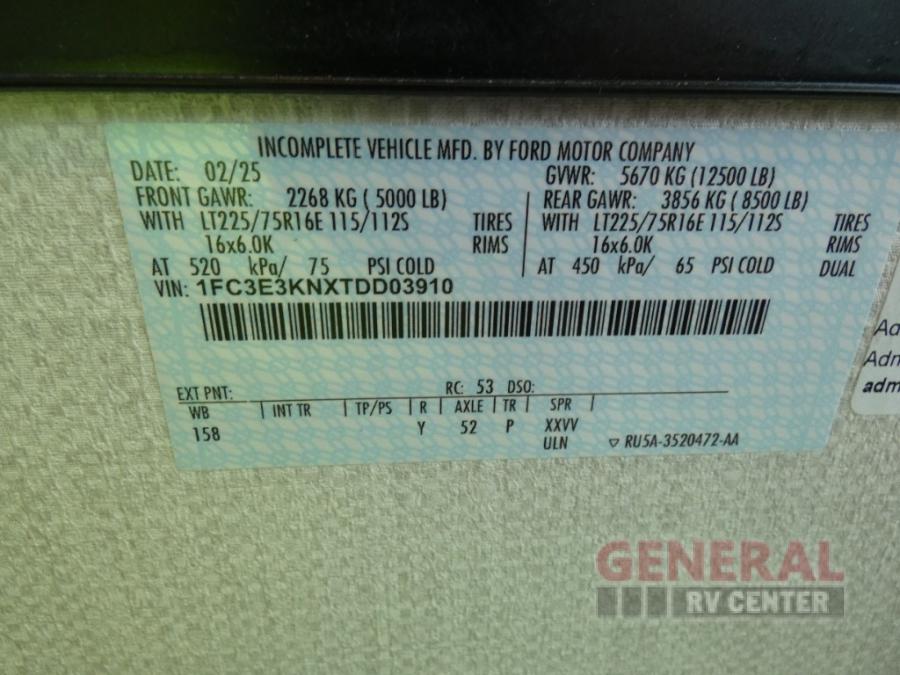 INCOMPLETE VEHICLE MFD. BY FORD MOTOR COMPANY
DATE: 02/25 GVWR: 5670 KG (12500 LB)
FRONT GAWR: 2268 KG ( 5000 LB) REAR GAWR: 3856 KG ( 8500 LB)
WITH LT225/75R16E 115/112S TIRES WITH LT225/75R16E 115/112S TIRES
16x6.0K RIMS 16x6.0K RIMS
AT 520 kPa/ 75 PSI COLD AT 450 kPa/ 65 PSI COLD DUAL
VIN: 1FC3E3KNXTDD03910
EXT PNT: RC: 53 DSO:
WB | INT TR | TP/PS | R | AXLE | TR | SPR |
158 Y 52 P XXVV
ULN ▽ RU5A-3520472-AA
adm
GENERAL
RV CENTER